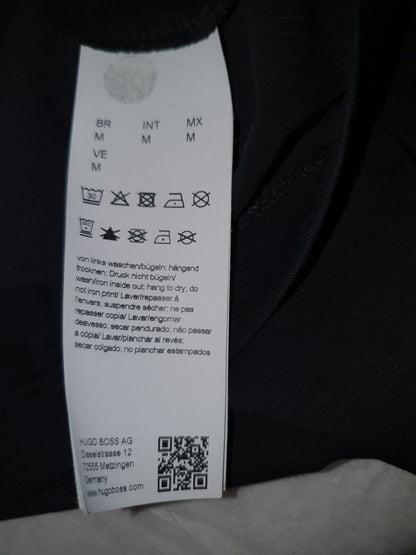 BR INT MX
M M M
VE
M
30
von links waschen/bügeln; hängend
trocknen; Druck nicht bügeln/
wash/iron inside out; hang to dry; do
not iron print/ Laver/repasser à
l'envers; suspendre sécher; ne pas
repasser copia/ Lavar/engomar
deavesso; secar pendurado; não passar
a cópia/ Lavar/planchar al revés;
secar colgado; no planchar estampados
HUGO BOSS AG
Dieselstrasse 12
72555 Metzingen
Germany
www.hugoboss.com